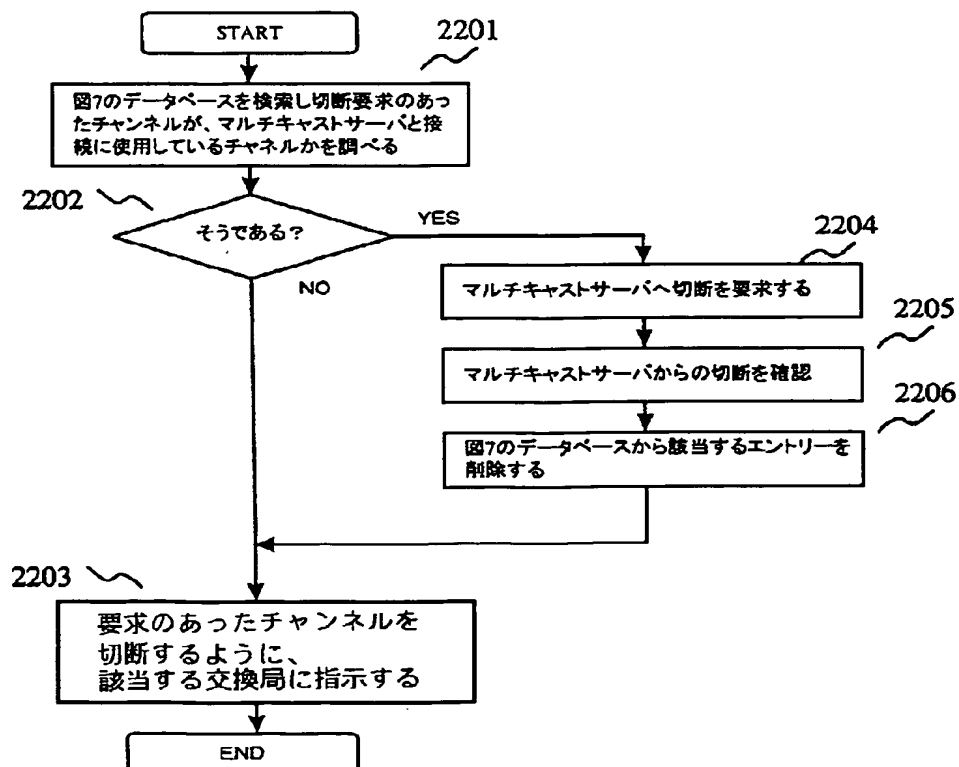 START
2201
図7のデータベースを検索し切断要求のあっ
たチャンネルが、マルチキャストサーバと接
続に使用しているチャネルかを調べる
2202
そうである?
YES
NO
2204
マルチキャストサーバへ切断を要求する
2205
マルチキャストサーバからの切断を確認
2206
図7のデータベースから該当するエントリーを
削除する
2203
要求のあったチャンネルを
切断するように、
該当する交換局に指示する
END